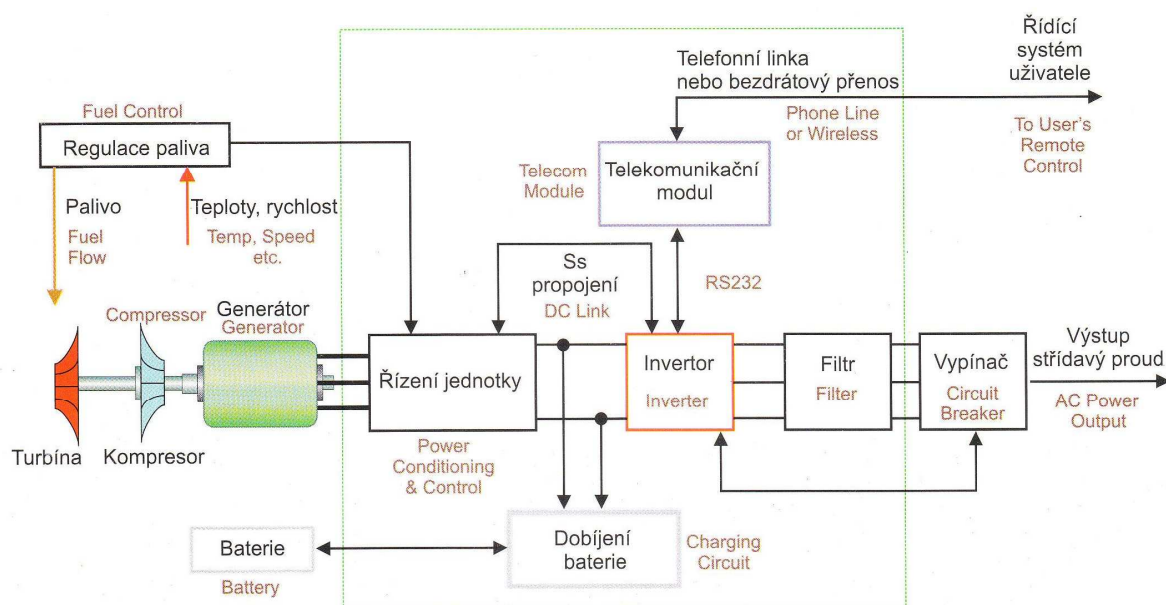 Řídící
systém
uživatele
Telefonní linka
nebo bezdrátový přenos
Phone Line
or Wireless
To User's
Remote
Control
Fuel Control
Regulace paliva
Telecom
Module
Telekomunikační
modul
Palivo
Fuel
Flow
Teploty, rychlost
Temp, Speed
etc.
Ss
propojení
DC Link
RS232
Compressor
Generátor
Generator
Řízení jednotky
Invertor
Inverter
Filtr
Filter
Vypínač
Circuit
Breaker
Výstup
střídavý proud
AC Power
Output
Turbína
Kompresor
Power
Conditioning
& Control
Baterie
Battery
Dobíjení
baterie
Charging
Circuit